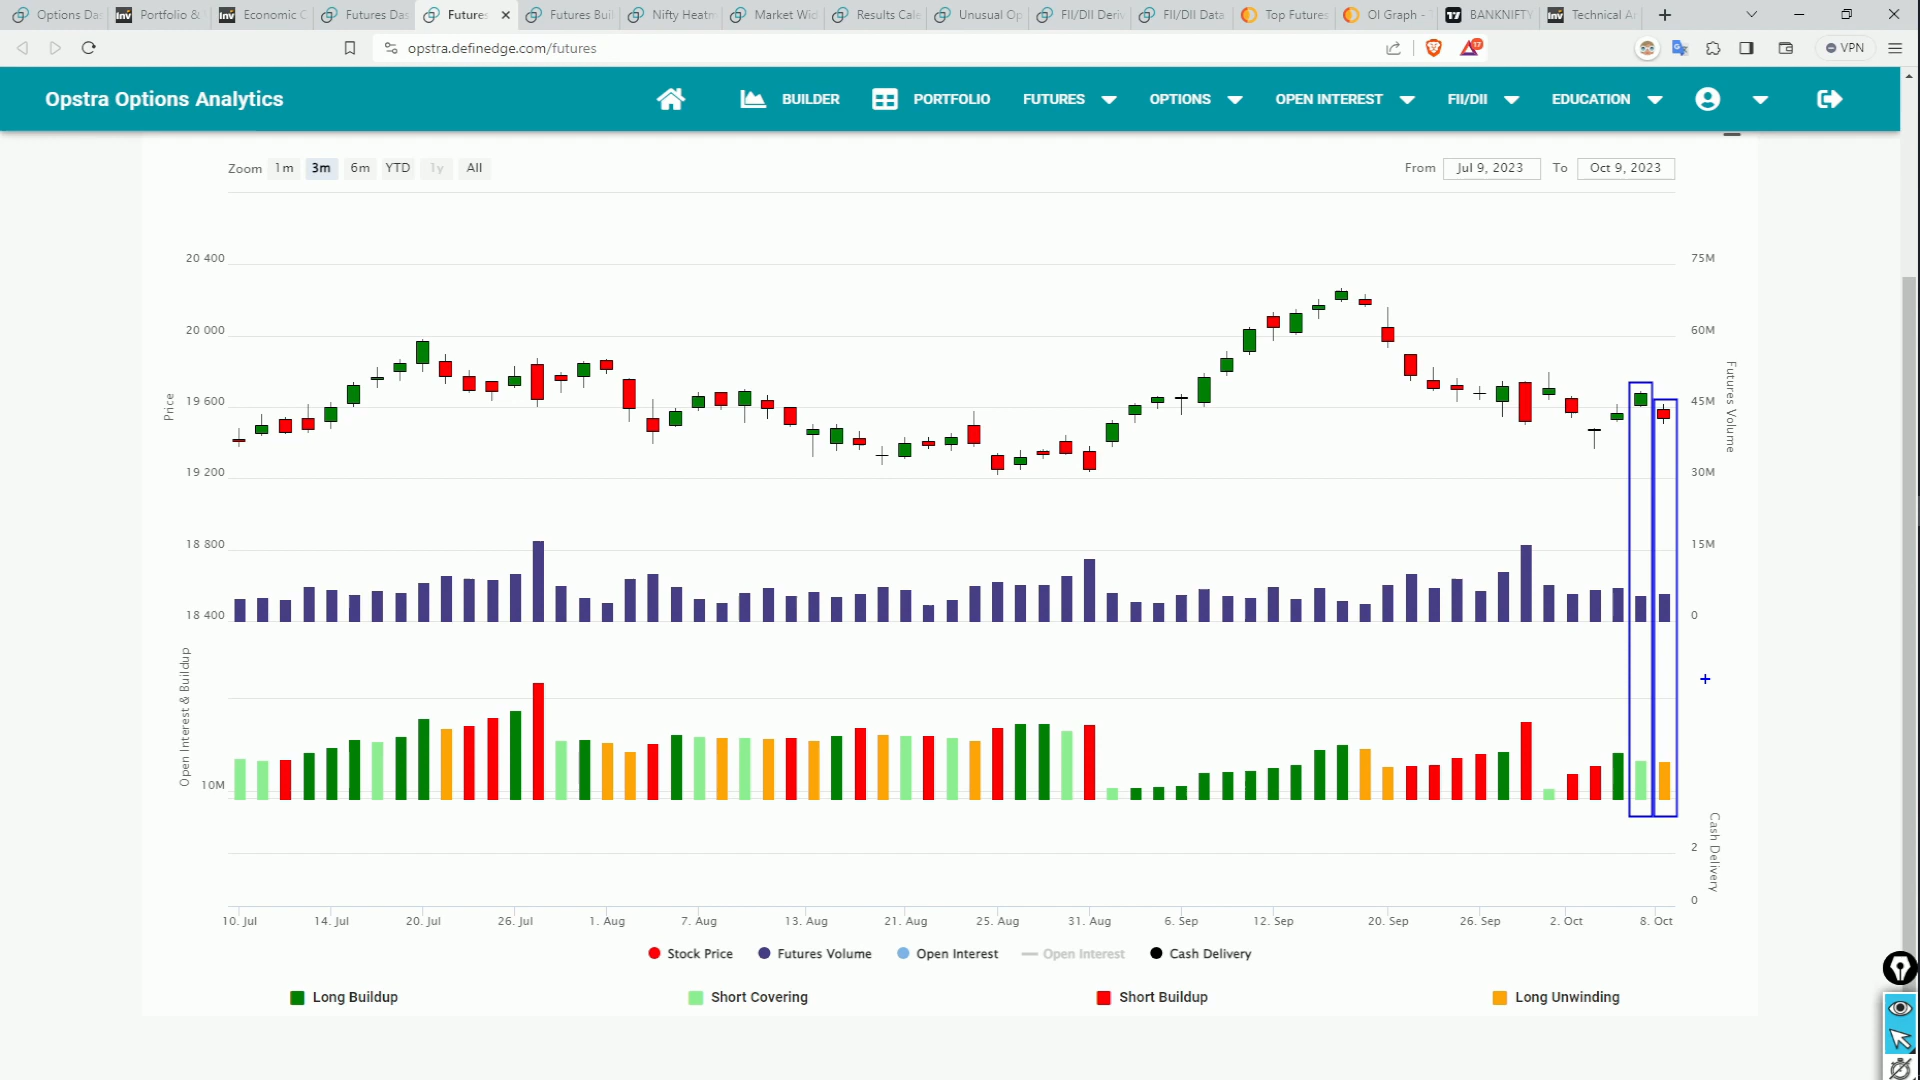 Options Da
Portfolio &
Economic C
Futures Das
Futures
Futures Buil
Nifty Heatm
Market Wid
Results Cale
Unusual Op
FII/DII Deriv
FII/DII Data
Top Futures
OI Graph -
BANKNIFTY
Technical A
opstra.definedge.com/futures
17
VPN
Opstra Options Analytics
BUILDER
PORTFOLIO
FUTURES
OPTIONS
OPEN INTEREST
FII/DII
EDUCATION
Zoom 1m 3m 6m YTD 1y All
From Jul 9, 2023 To Oct 9, 2023
20 400
20 000
19 600
19 200
18 800
18 400
Price
75M
60M
45M
30M
15M
0
Futures Volume
Open Interest & Buildup
10M
Cash Delivery
2
0
10. Jul 14. Jul 20. Jul 26. Jul 1. Aug 7. Aug 13. Aug 21. Aug 25. Aug 31. Aug 6. Sep 12. Sep 20. Sep 26. Sep 2. Oct 8. Oct
Stock Price Futures Volume Open Interest Open Interest Cash Delivery
Long Buildup Short Covering Short Buildup Long Unwinding